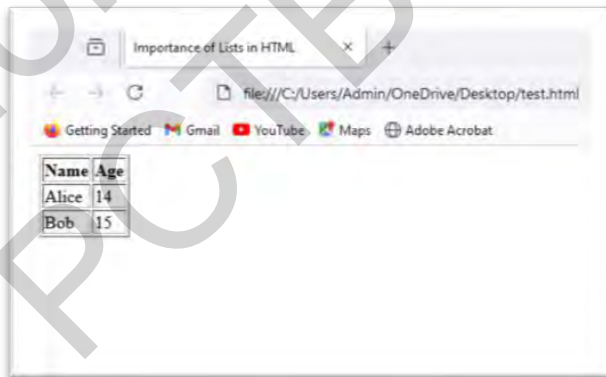 Importance of Lists in HTML
file:///C:/Users/Admin/OneDrive/Desktop/test.html
Getting Started Gmail YouTube Maps Adobe Acrobat
Name Age
Alice 14
Bob 15
PCTB